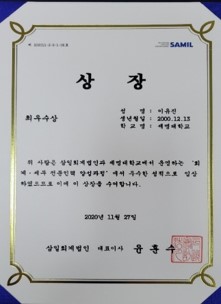 SAMIL
상 장
최우수상
성 명 : 이유진
생년월일 : 2000.12.13
학 교 명 : 세명대학교
위 사람은 삼일회계법인과 세명대학교에서 운영하는 '회
계·세무 전문인력 양성과정'에서 우수한 성적으로 입상
하였으므로 이에 이 상장을 수여합니다.
2020년 11월 27일
삼일회계법인 대표이사 윤훈수